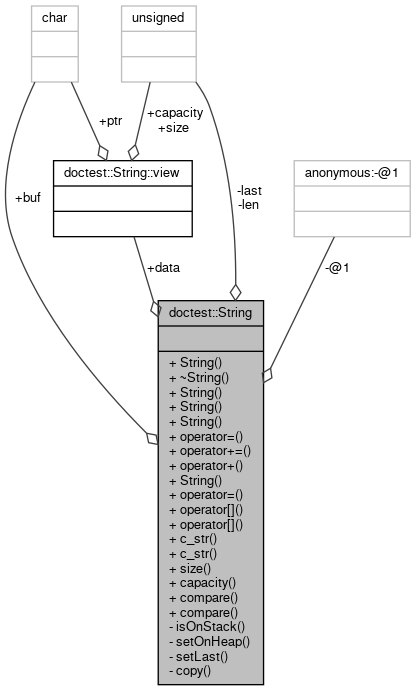 char
unsigned
+ptr
+capacity
+size
doctest::String::view
anonymous:-@1
+buf
-last
-len
+data
-@1
doctest::String
+ String()
+ ~String()
+ String()
+ String()
+ String()
+ operator=()
+ operator+=()
+ operator+()
+ String()
+ operator=()
+ operator[]()
+ operator[]()
+ c_str()
+ c_str()
+ size()
+ capacity()
+ compare()
+ compare()
- isOnStack()
- setOnHeap()
- setLast()
- copy()